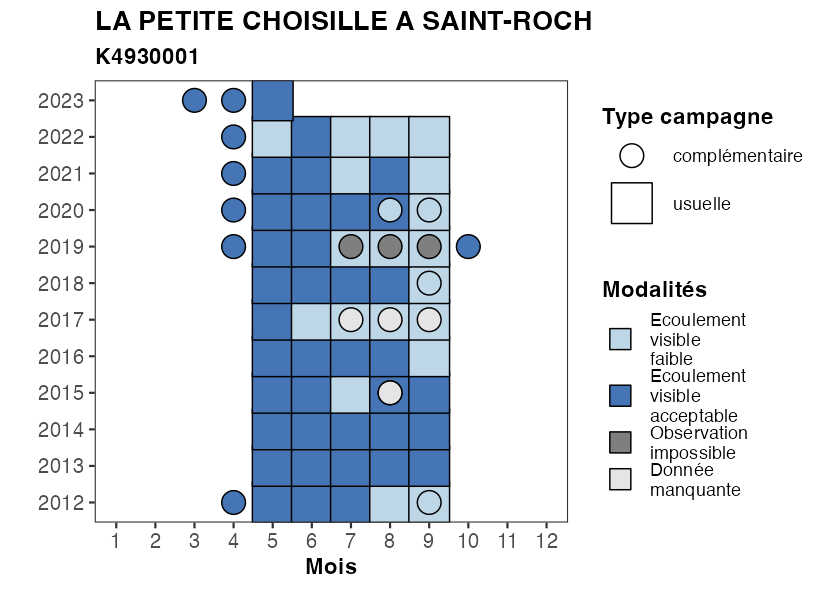 LA PETITE CHOISILLE A SAINT-ROCH
K4930001
2023
2022
2021
2020
2019
2018
2017
2016
2015
2014
2013
2012
1 2 3 4 5 6 7 8 9 10 11 12
Mois
Type campagne
complémentaire
usuelle
Modalités
Ecoulement
visible
faible
Ecoulement
visible
acceptable
Observation
impossible
Donnée
manquante